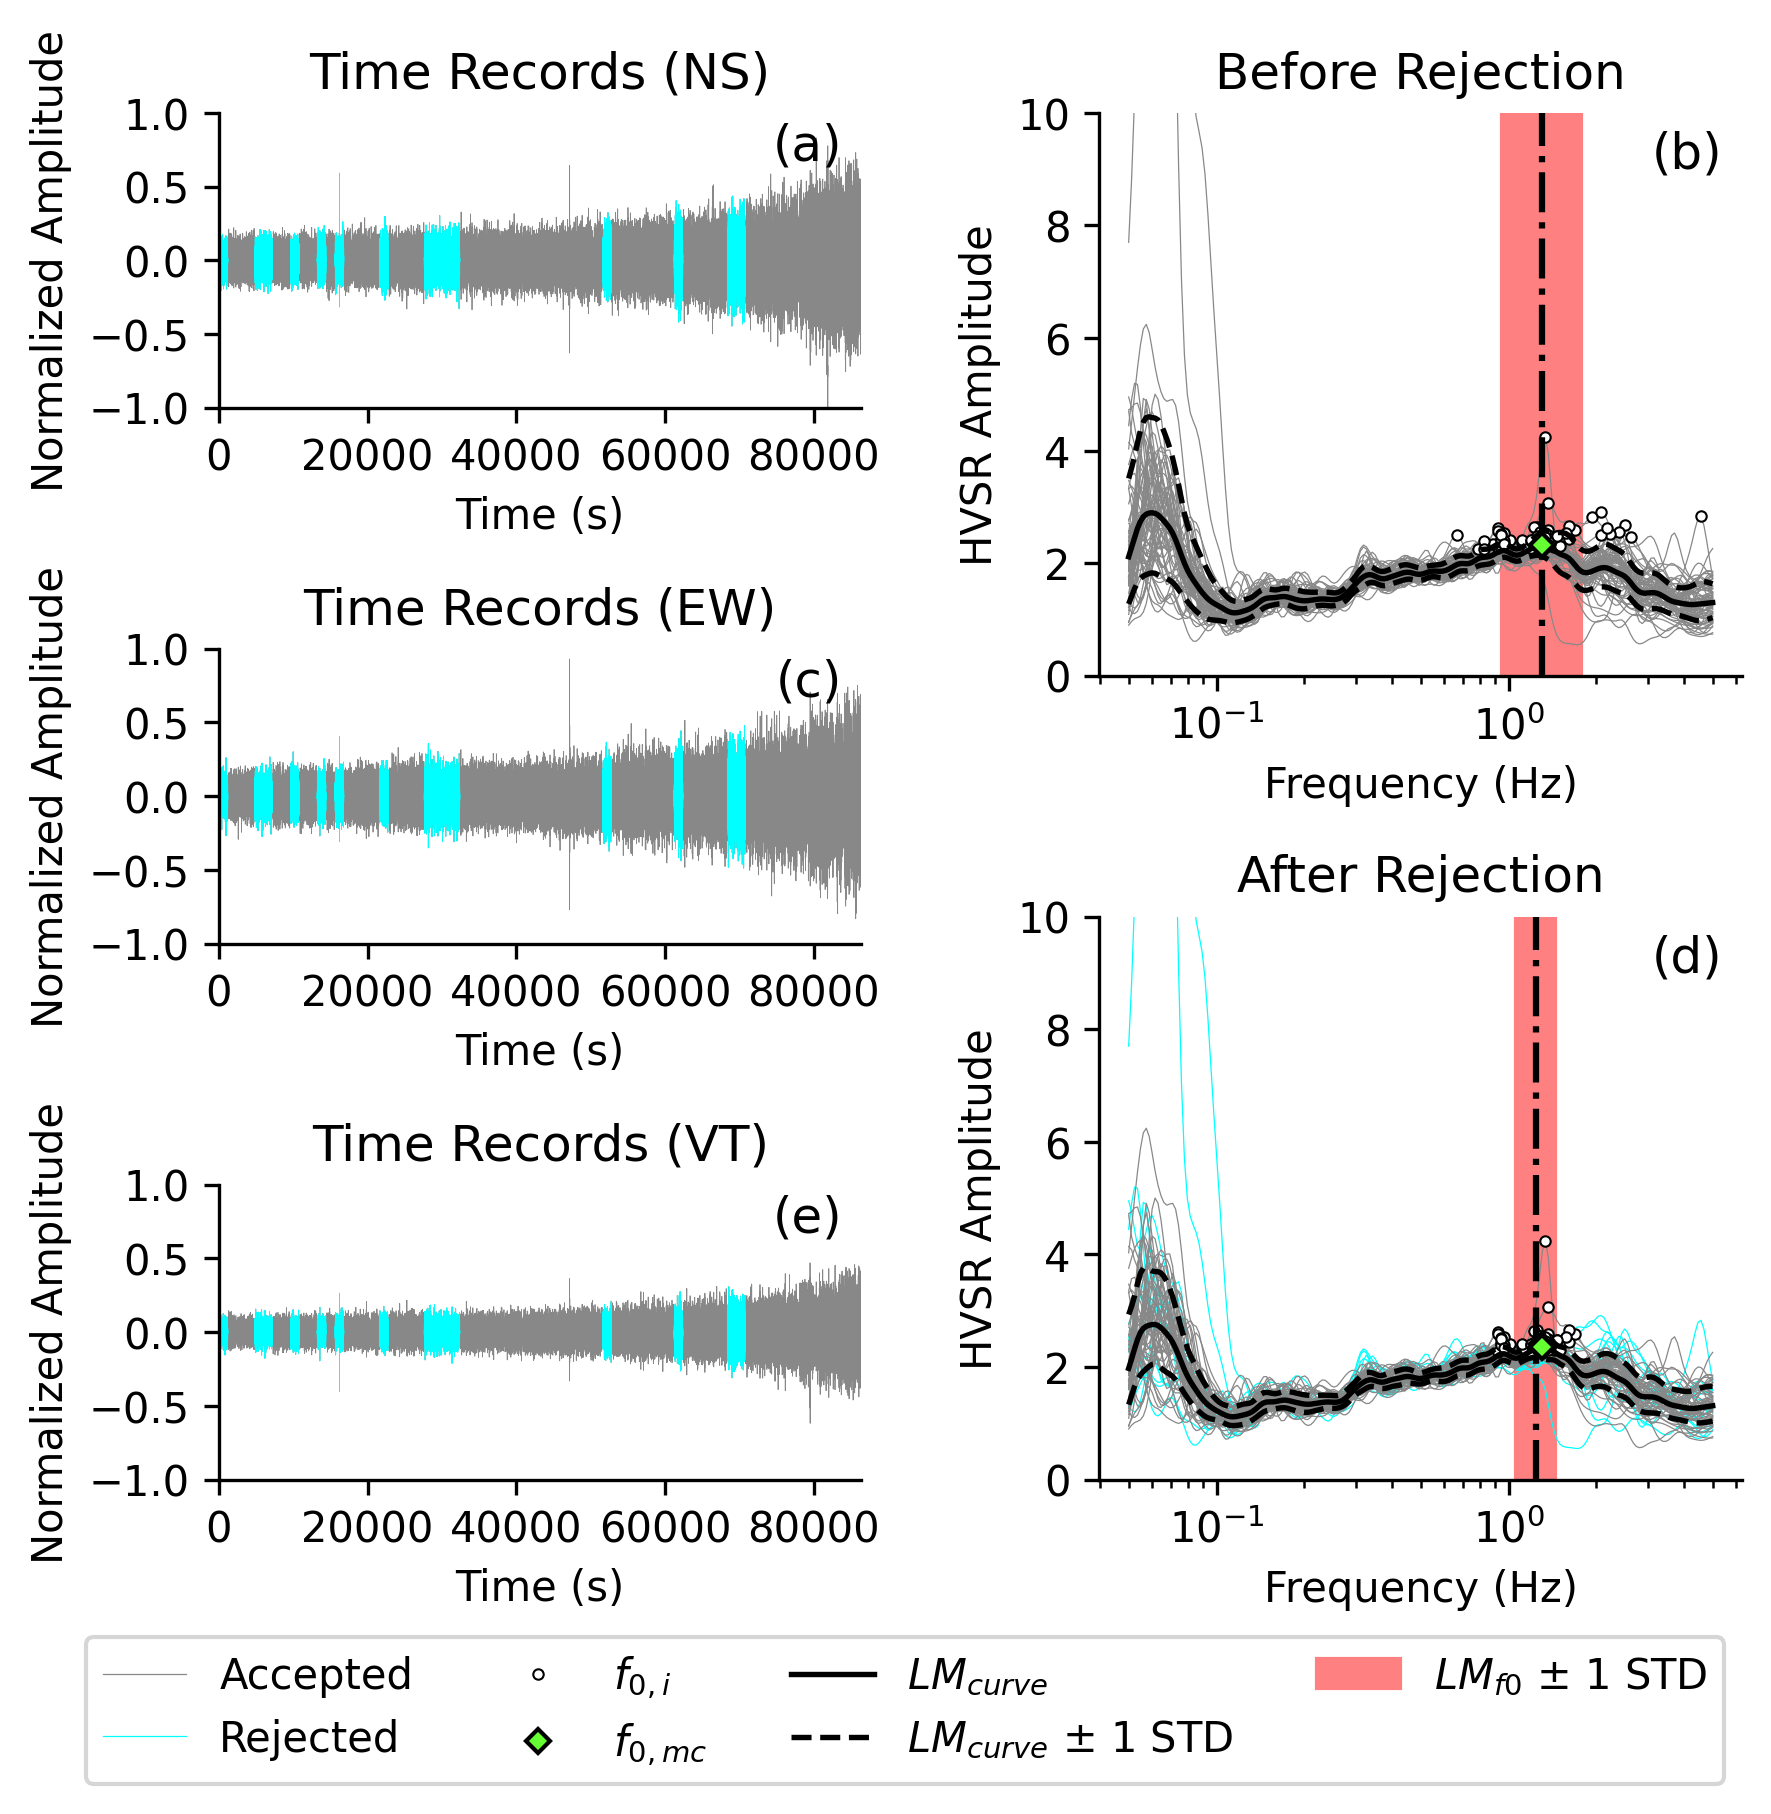 Time Records (NS)
Normalized Amplitude
1.0
0.5
0.0
−0.5
−1.0
(a)
0 20000 40000 60000 80000
Time (s)
Before Rejection
HVSR Amplitude
10
8
6
4
2
0
(b)
10⁻¹ 10⁰
Frequency (Hz)
Time Records (EW)
Normalized Amplitude
1.0
0.5
0.0
−0.5
−1.0
(c)
0 20000 40000 60000 80000
Time (s)
After Rejection
HVSR Amplitude
10
8
6
4
2
0
(d)
10⁻¹ 10⁰
Frequency (Hz)
Time Records (VT)
Normalized Amplitude
1.0
0.5
0.0
−0.5
−1.0
(e)
0 20000 40000 60000 80000
Time (s)
Accepted
Rejected
f0,i
f0,mc
LMcurve
LMcurve ± 1 STD
LMf0 ± 1 STD